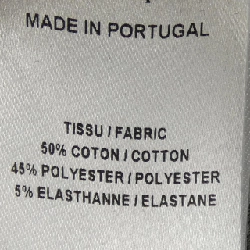 MADE IN PORTUGAL
TISSU / FABRIC
50% COTON / COTTON
45% POLYESTER / POLYESTER
5% ELASTHANNE / ELASTANE